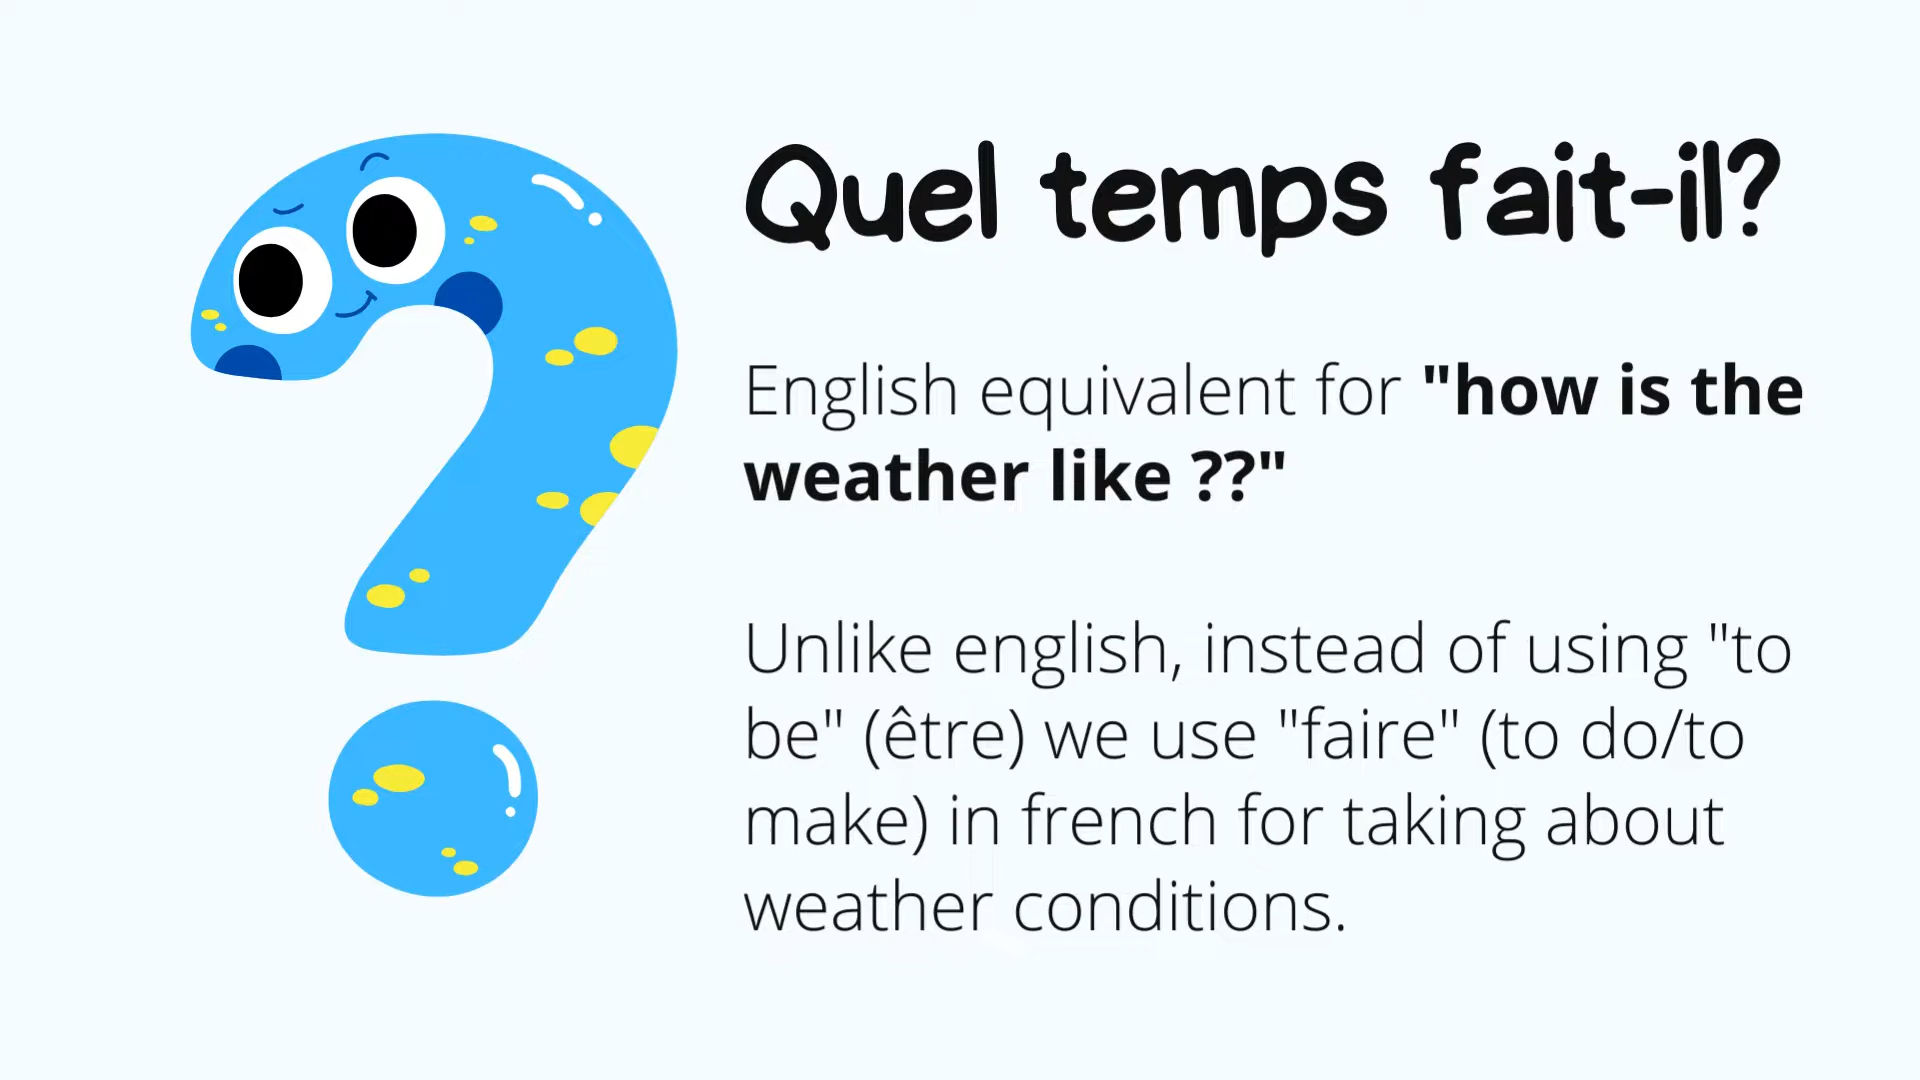 Quel temps fait-il?
English equivalent for "how is the
weather like ??"
Unlike english, instead of using "to
be" (être) we use "faire" (to do/to
make) in french for taking about
weather conditions.